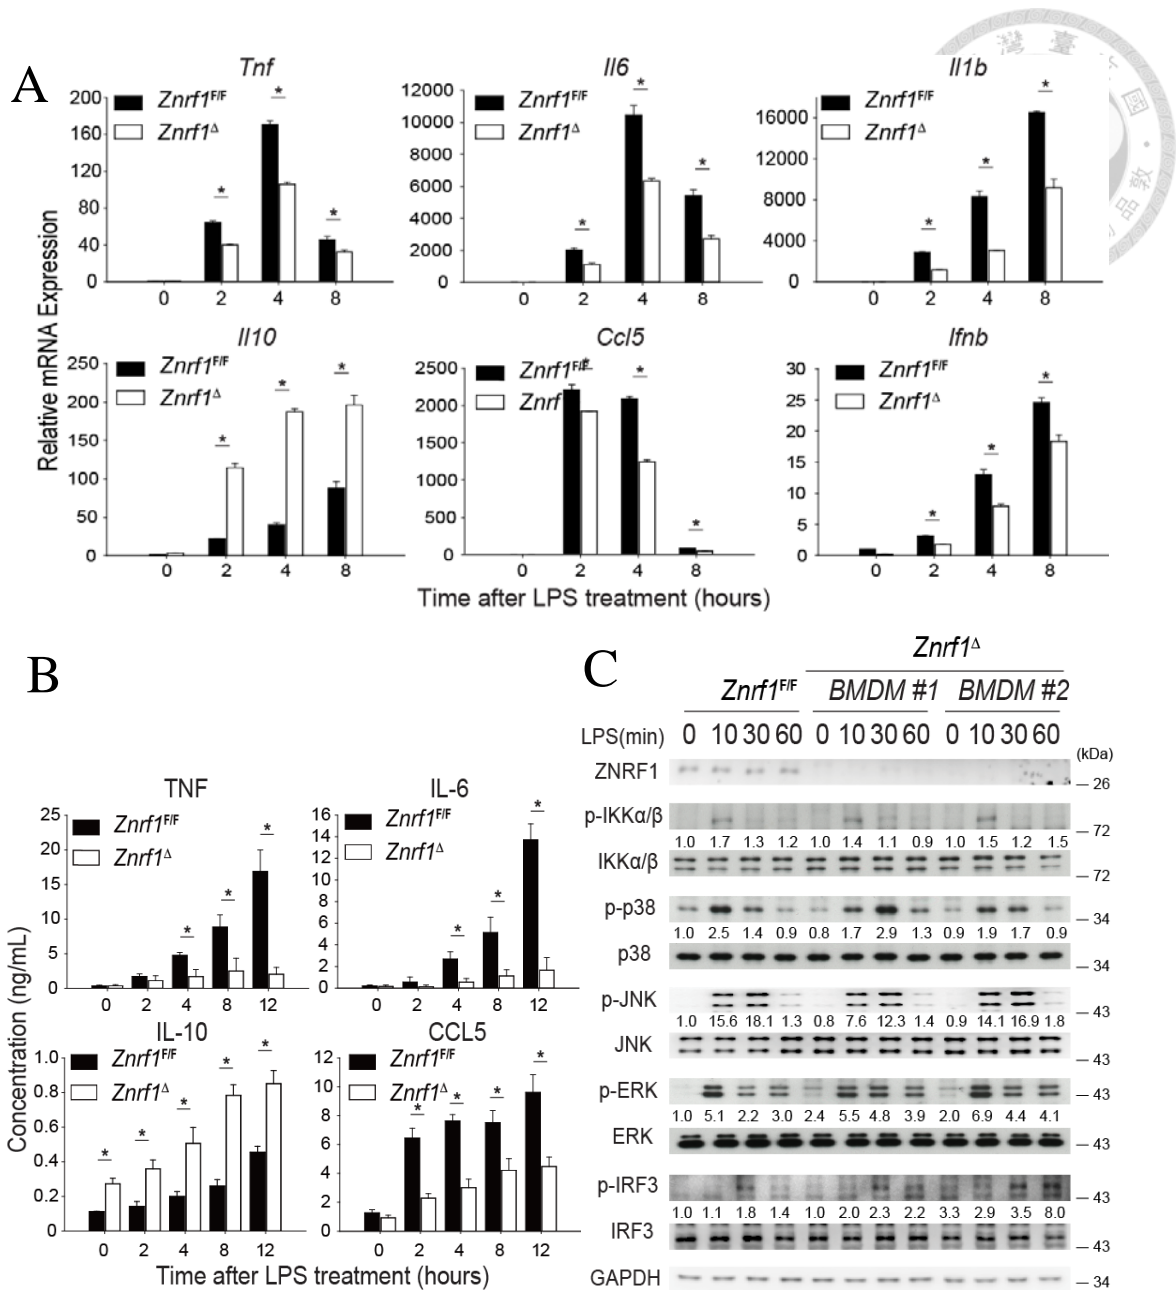 A
Tnf
Znrf1F/F
Znrf1Δ
200
160
120
80
40
0
* * *
0 2 4 8
Il6
Znrf1F/F
Znrf1Δ
12000
10000
8000
6000
4000
2000
0
* * *
0 2 4 8
Il1b
Znrf1F/F
Znrf1Δ
16000
12000
8000
4000
0
* * *
0 2 4 8
Relative mRNA Expression
Il10
Znrf1F/F
Znrf1Δ
250
200
150
100
50
0
* * *
0 2 4 8
Ccl5
Znrf1F/F
Znrf
2500
2000
1500
1000
500
0
* * *
0 2 4 8
Ifnb
Znrf1F/F
Znrf1Δ
30
25
20
15
10
5
0
* * *
0 2 4 8
Time after LPS treatment (hours)
B
TNF
Znrf1F/F
Znrf1Δ
25
20
15
10
5
0
* * *
0 2 4 8 12
IL-6
Znrf1F/F
Znrf1Δ
16
14
12
10
8
6
4
2
0
* * *
0 2 4 8 12
Concentration (ng/mL)
IL-10
Znrf1F/F
Znrf1Δ
1.0
0.8
0.6
0.4
0.2
0
* * * * *
0 2 4 8 12
CCL5
Znrf1F/F
Znrf1Δ
12
10
8
6
4
2
0
* * * *
0 2 4 8 12
Time after LPS treatment (hours)
C
Znrf1Δ
Znrf1F/F BMDM #1 BMDM #2
LPS(min) 0 10 30 60 0 10 30 60 0 10 30 60
(kDa)
ZNRF1 — 26
p-IKKα/β — 72
1.0 1.7 1.3 1.2 1.0 1.4 1.1 0.9 1.0 1.5 1.2 1.5
IKKα/β — 72
p-p38 — 34
1.0 2.5 1.4 0.9 0.8 1.7 2.9 1.3 0.9 1.9 1.7 0.9
p38 — 34
p-JNK — 43
1.0 15.6 18.1 1.3 0.8 7.6 12.3 1.4 0.9 14.1 16.9 1.8
JNK — 43
p-ERK — 43
1.0 5.1 2.2 3.0 2.4 5.5 4.8 3.9 2.0 6.9 4.4 4.1
ERK — 43
p-IRF3 — 43
1.0 1.1 1.8 1.4 1.0 2.0 2.3 2.2 3.3 2.9 3.5 8.0
IRF3 — 43
GAPDH — 34
灣臺
國
敦
品